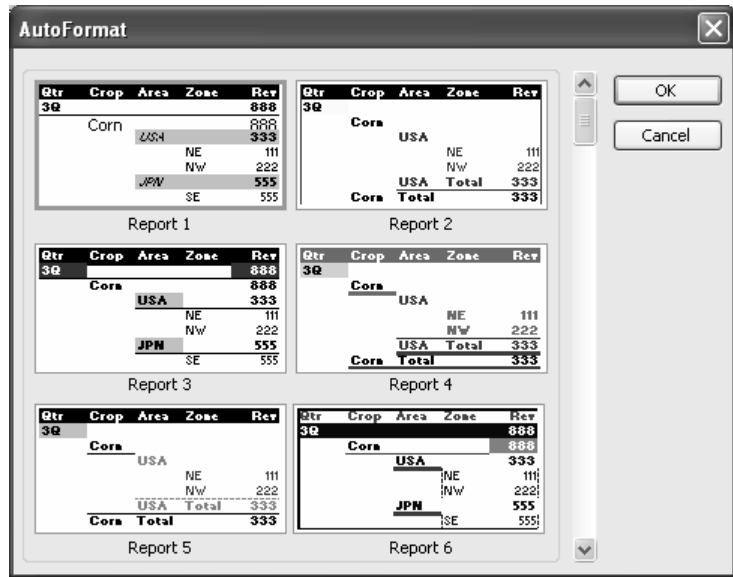 AutoFormat
Qtr Crop Area Zone Rev
3Q 888
Corn 888
USA 333
NE 111
NW 222
JPN 555
SE 555
Report 1
Qtr Crop Area Zone Rev
3Q
Corn
USA
NE 111
NW 222
USA Total 333
Corn Total 333
Report 2
OK
Cancel
Qtr Crop Area Zone Rev
3Q 888
Corn 888
USA 333
NE 111
NW 222
JPN 555
SE 555
Report 3
Qtr Crop Area Zone Rev
3Q
Corn
USA
NE 111
NW 222
USA Total 333
Corn Total 333
Report 4
Qtr Crop Area Zone Rev
3Q
Corn
USA
NE 111
NW 222
USA Total 333
Corn Total 333
Report 5
Qtr Crop Area Zone Rev
3Q 888
Corn 888
USA 333
NE 111
NW 222
JPN 555
SE 555
Report 6